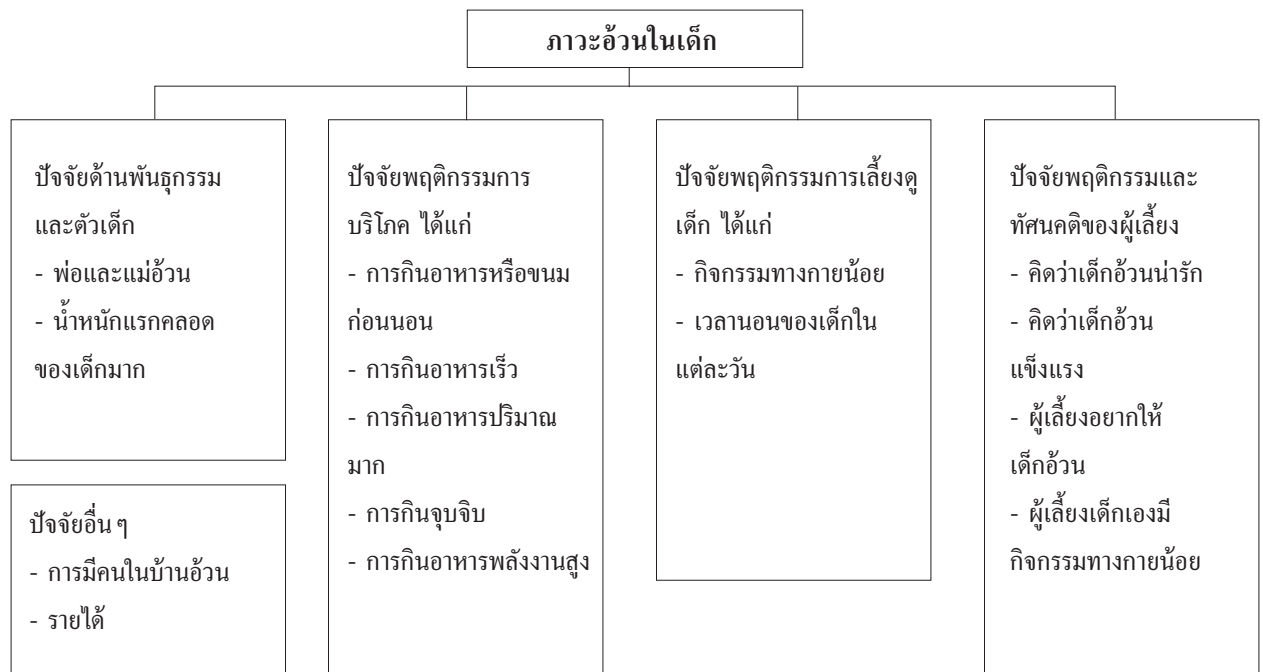 ภาวะอ้วนในเด็ก
ปัจจัยด้านพันธุกรรม
และตัวเด็ก
- พ่อและแม่อ้วน
- น้ำหนักแรกคลอด
ของเด็กมาก
ปัจจัยอื่น ๆ
- การมีคนในบ้านอ้วน
- รายได้
ปัจจัยพฤติกรรมการ
บริโภค ได้แก่
- การกินอาหารหรือขนม
ก่อนนอน
- การกินอาหารเร็ว
- การกินอาหารปริมาณ
มาก
- การกินจุบจิบ
- การกินอาหารพลังงานสูง
ปัจจัยพฤติกรรมการเลี้ยงดู
เด็ก ได้แก่
- กิจกรรมทางกายน้อย
- เวลานอนของเด็กใน
แต่ละวัน
ปัจจัยพฤติกรรมและ
ทัศนคติของผู้เลี้ยง
- คิดว่าเด็กอ้วนน่ารัก
- คิดว่าเด็กอ้วน
แข็งแรง
- ผู้เลี้ยงอยากให้
เด็กอ้วน
- ผู้เลี้ยงเด็กเองมี
กิจกรรมทางกายน้อย